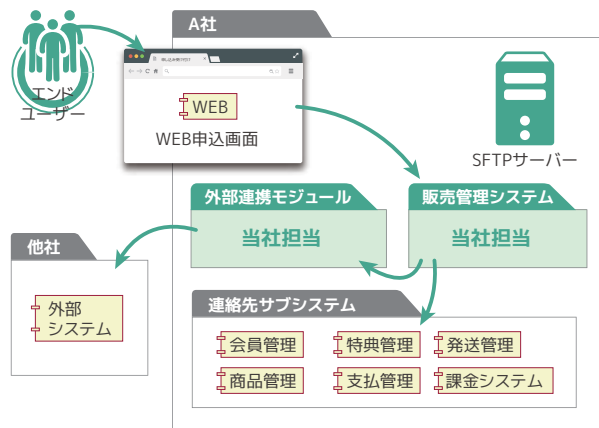 A社
エンド
ユーザー
WEB
WEB申込画面
SFTPサーバー
外部連携モジュール
当社担当
販売管理システム
当社担当
他社
外部
システム
連絡先サブシステム
会員管理
特典管理
発送管理
商品管理
支払管理
課金システム